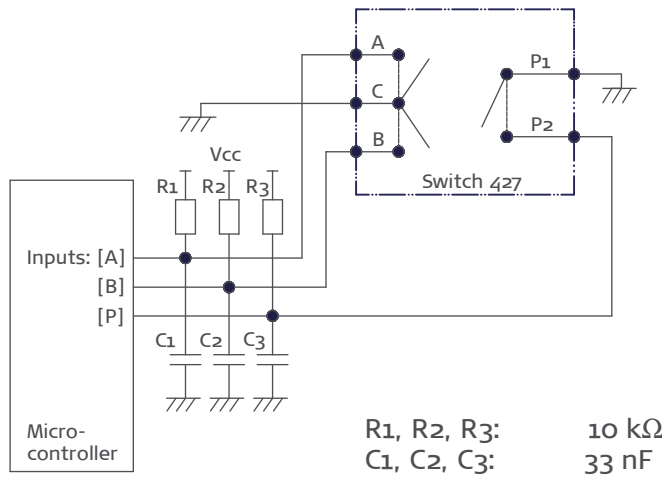 A
C
B
P1
P2
Switch 427
Vcc
R1 R2 R3
Inputs: [A]
[B]
[P]
C1 C2 C3
Micro-
controller
R1, R2, R3: 10 kΩ
C1, C2, C3: 33 nF